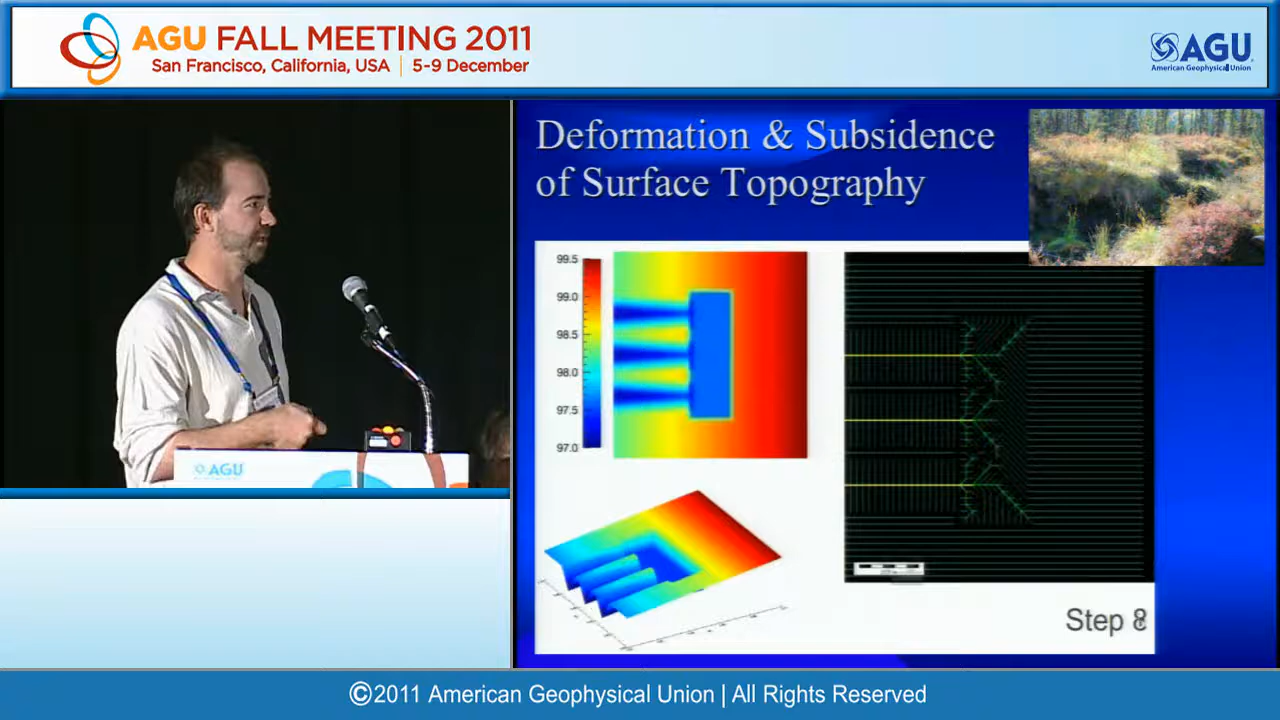 AGU FALL MEETING 2011
San Francisco, California, USA | 5-9 December
AGU
American Geophysical Union
Deformation & Subsidence
of Surface Topography
99.5
99.0
98.5
98.0
97.5
97.0
AGU
Step 8
©2011 American Geophysical Union | All Rights Reserved